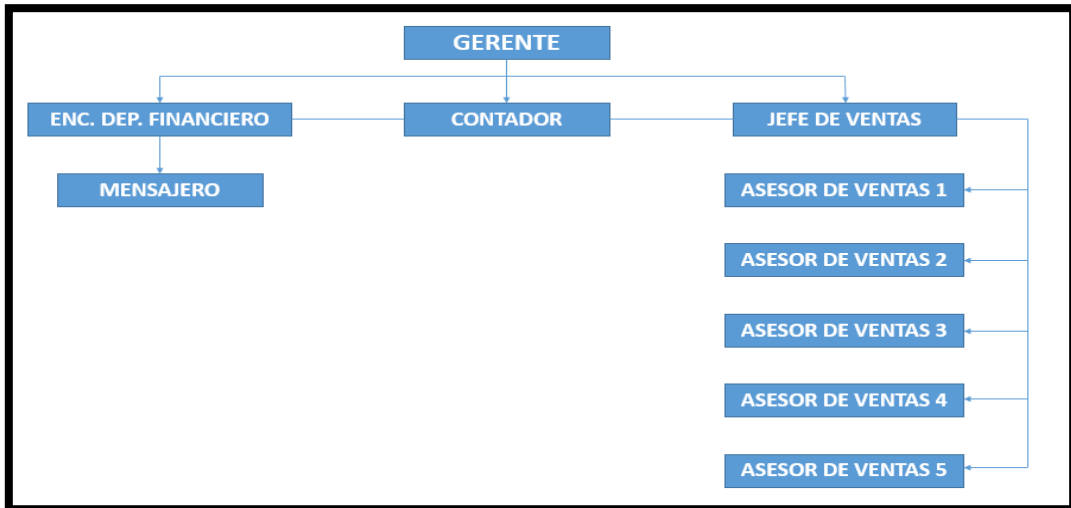 GERENTE
ENC. DEP. FINANCIERO
CONTADOR
JEFE DE VENTAS
MENSAJERO
ASESOR DE VENTAS 1
ASESOR DE VENTAS 2
ASESOR DE VENTAS 3
ASESOR DE VENTAS 4
ASESOR DE VENTAS 5